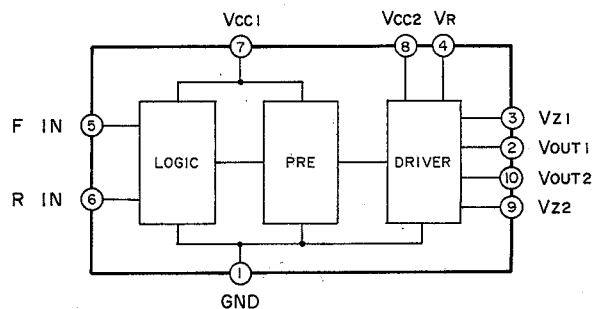 VCC1
VCC2 VR
7
8 4
F IN 5
3 VZ1
2 VOUT1
LOGIC PRE DRIVER
10 VOUT2
R IN 6
9 VZ2
1
GND